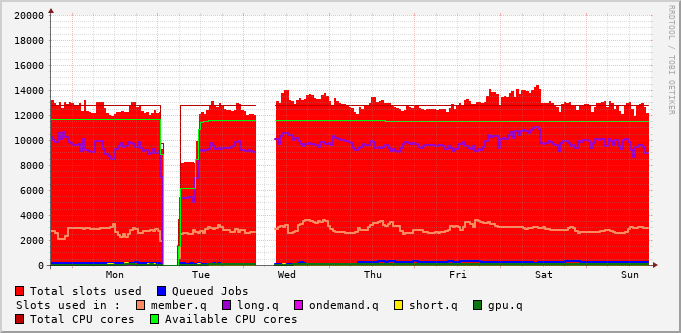 RRDTOOL / TOBI OETIKER
20000
18000
16000
14000
12000
10000
8000
6000
4000
2000
0
Mon Tue Wed Thu Fri Sat Sun
Total slots used Queued Jobs
Slots used in : member.q long.q ondemand.q short.q gpu.q
Total CPU cores Available CPU cores